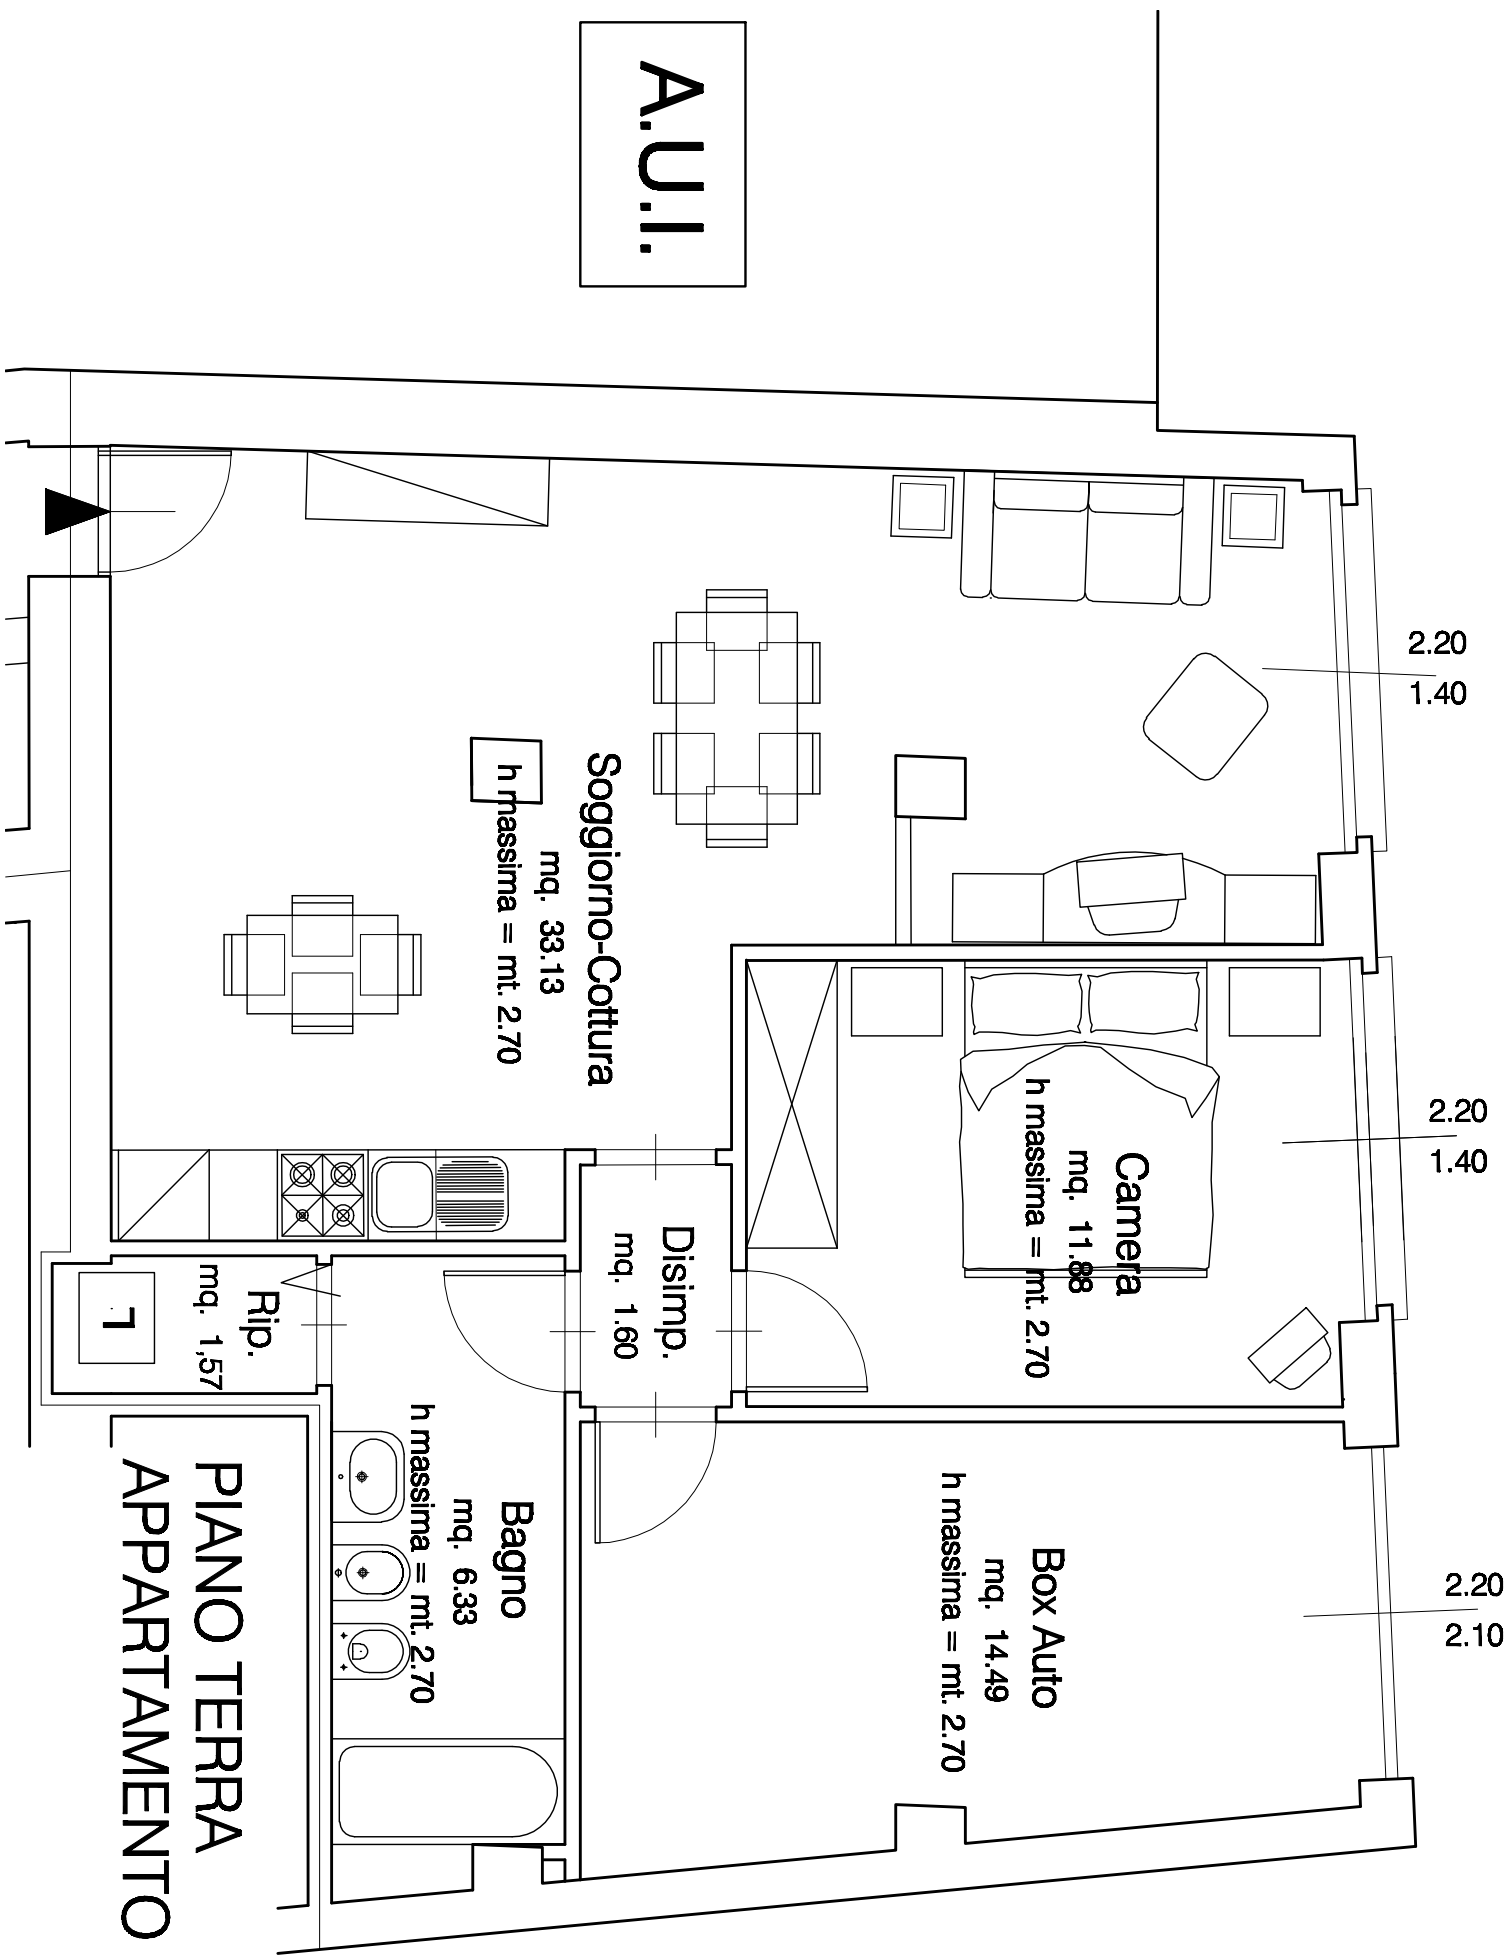 A.U.I.
2.20
1.40
Soggiorno-Cottura
mq. 33.13
h massima = mt. 2.70
2.20
1.40
Camera
mq. 11.88
h massima = mt. 2.70
Disimp.
mq. 1.60
Rip.
mq. 1,57
L
Bagno
mq. 6.33
h massima = mt. 2.70
2.20
2.10
Box Auto
mq. 14.49
h massima = mt. 2.70
PIANO TERRA
APPARTAMENTO